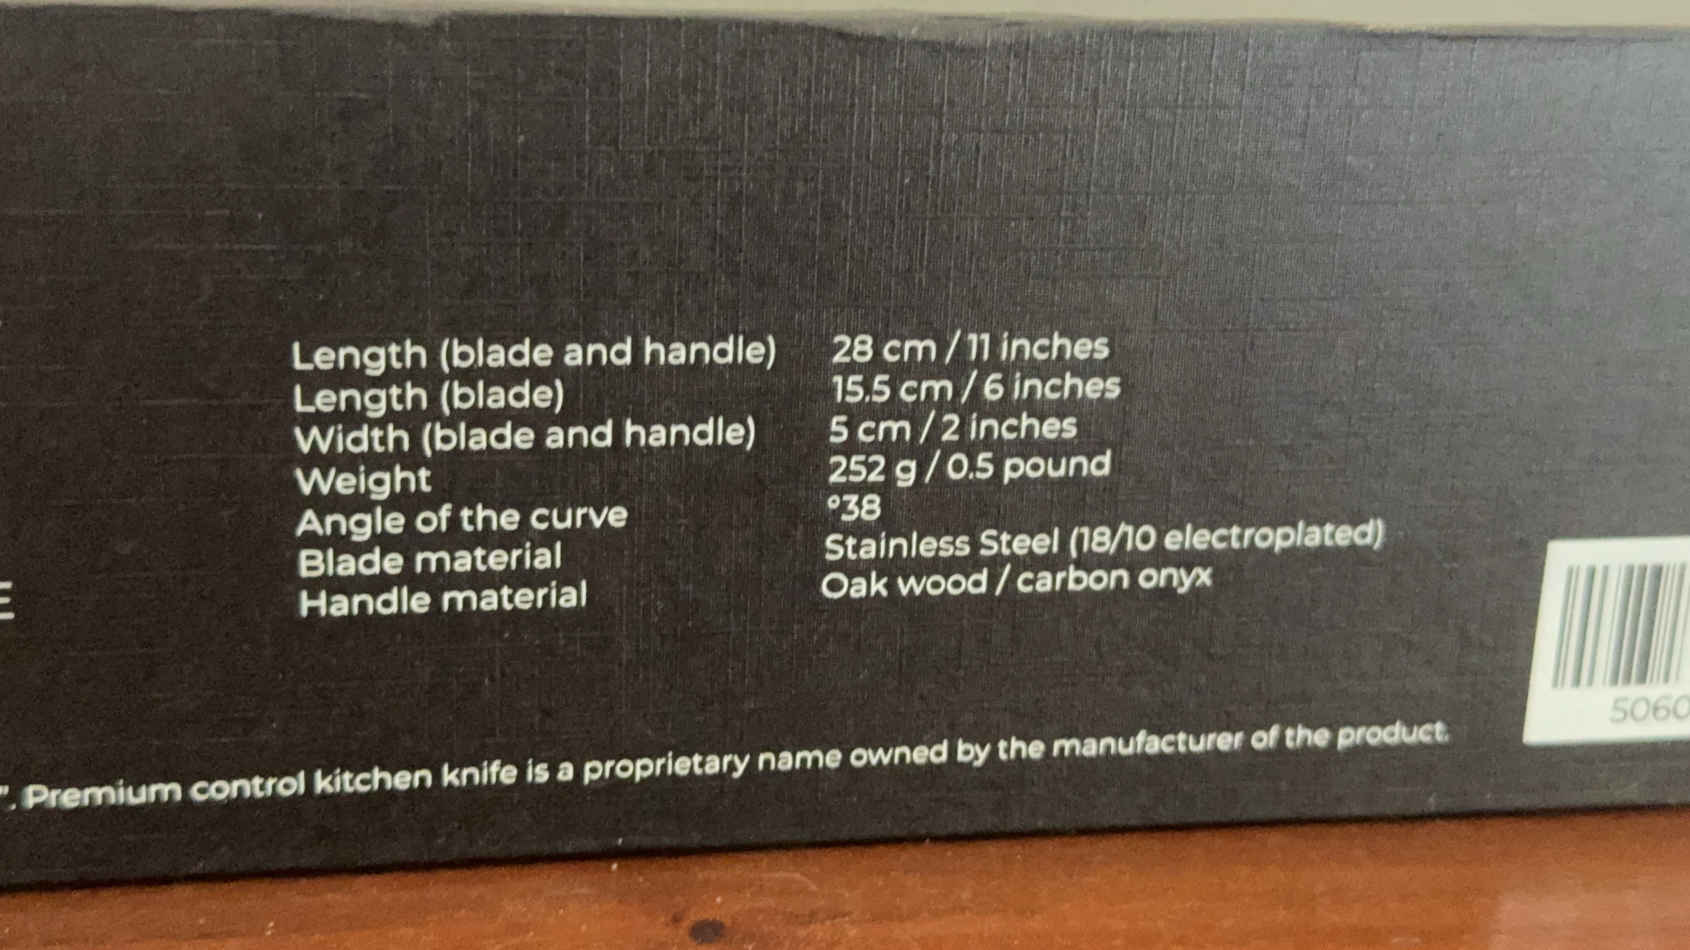 Length (blade and handle) 28 cm / 11 inches
Length (blade) 15.5 cm / 6 inches
Width (blade and handle) 5 cm / 2 inches
Weight 252 g / 0.5 pound
Angle of the curve °38
Blade material Stainless Steel (18/10 electroplated)
Handle material Oak wood / carbon onyx
E
5060
". Premium control kitchen knife is a proprietary name owned by the manufacturer of the product.